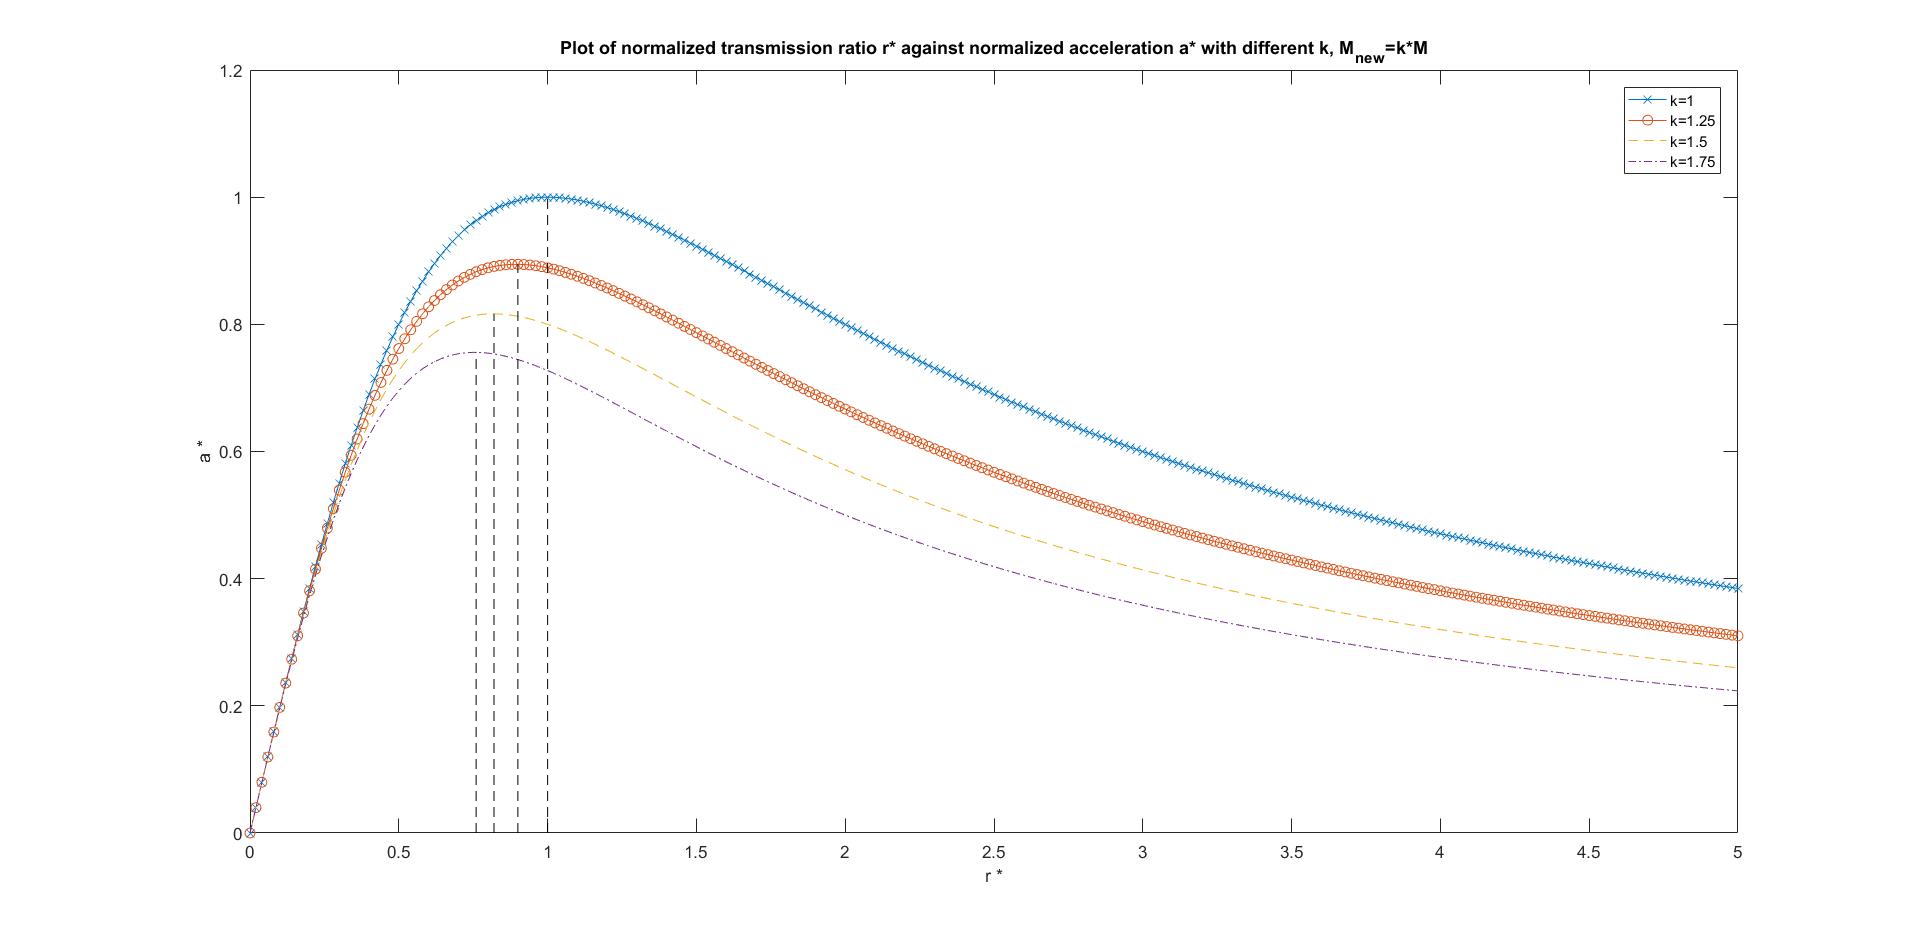 Plot of normalized transmission ratio r* against normalized acceleration a* with different k, M_new=k*M
1.2
k=1
k=1.25
k=1.5
k=1.75
1
0.8
0.6
a*
0.4
0.2
0
0
0.5
1
1.5
2
2.5
3
3.5
4
4.5
5
r *